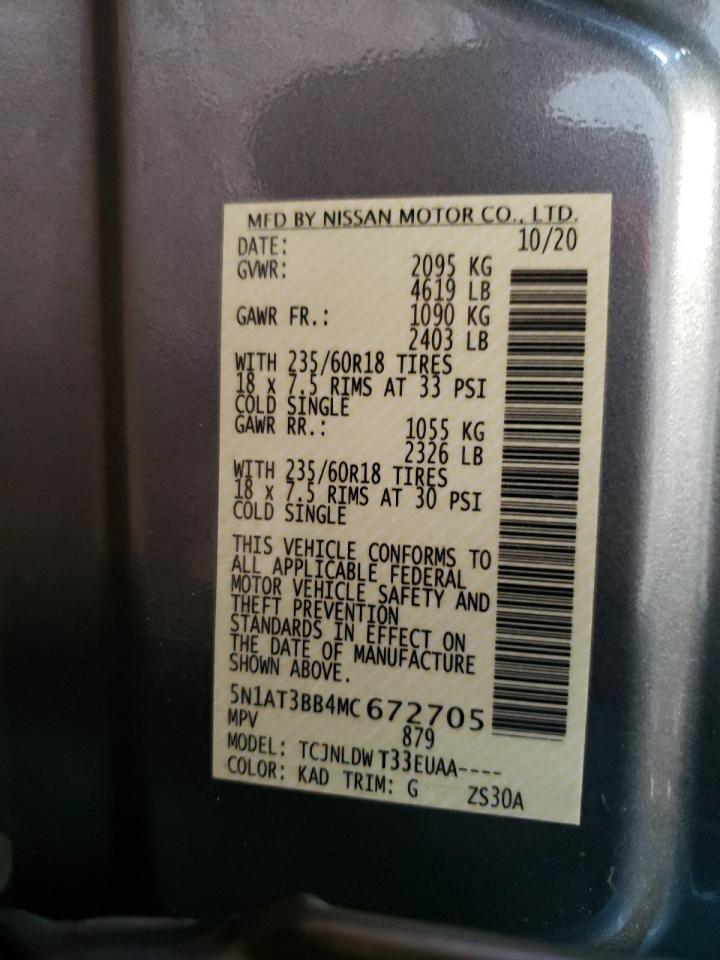 MFD BY NISSAN MOTOR CO., LTD.
DATE: 10/20
GVWR: 2095 KG
4619 LB
GAWR FR.: 1090 KG
2403 LB
WITH 235/60R18 TIRES
18 x 7.5 RIMS AT 33 PSI
COLD SINGLE
GAWR RR.: 1055 KG
2326 LB
WITH 235/60R18 TIRES
18 x 7.5 RIMS AT 30 PSI
COLD SINGLE
THIS VEHICLE CONFORMS TO
ALL APPLICABLE FEDERAL
MOTOR VEHICLE SAFETY AND
THEFT PREVENTION
STANDARDS IN EFFECT ON
THE DATE OF MANUFACTURE
SHOWN ABOVE.
5N1AT3BB4MC672705
MPV 879
MODEL: TCJNLDWT33EUAA----
COLOR: KAD TRIM: G ZS30A